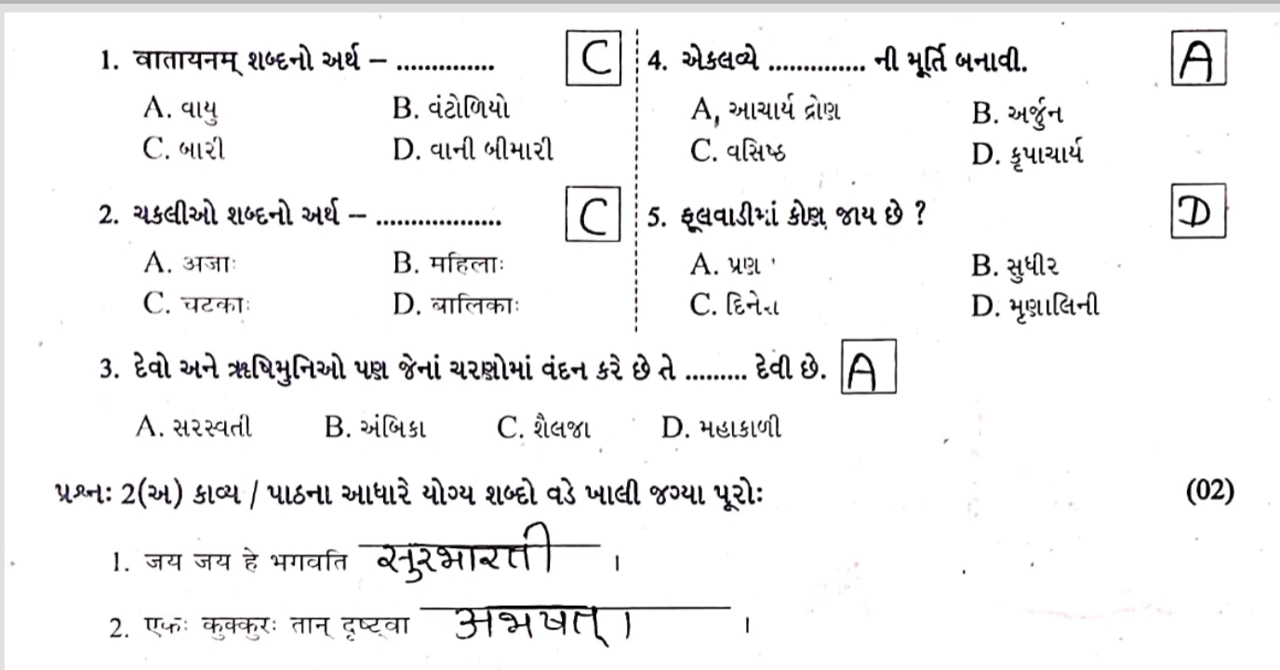 1. वातायनम् શબ્દનો અર્થ – .............. C
A. વાયુ B. વંટોળિયો
C. બારી D. વાની બીમારી
2. ચકલીઓ શબ્દનો અર્થ – .................. C
A. अजाः B. महिलाः
C. चटकाः D. बालिकाः
4. એકલવ્યે .............. ની મૂર્તિ બનાવી. A
A, આચાર્ય દ્રોણ B. અર્જુન
C. વસિષ્ઠ D. કૃપાચાર્ય
5. ફૂલવાડીમાં કોણ જાય છે ? D
A. પ્રણ B. સુધીર
C. દિનેશ D. મૃણાલિની
3. દેવો અને ઋષિમુનિઓ પણ જેનાં ચરણોમાં વંદન કરે છે તે ......... દેવી છે. A
A. સરસ્વતી B. અંબિકા C. શૈલજા D. મહાકાળી
પ્રશ્ન: 2(અ) કાવ્ય / પાઠના આધારે યોગ્ય શબ્દો વડે ખાલી જગ્યા પૂરો: (02)
1. जय जय हे भगवति सुरभारती ।
2. एकः कुक्कुरः तान् दृष्ट्वा अभषत् । ।